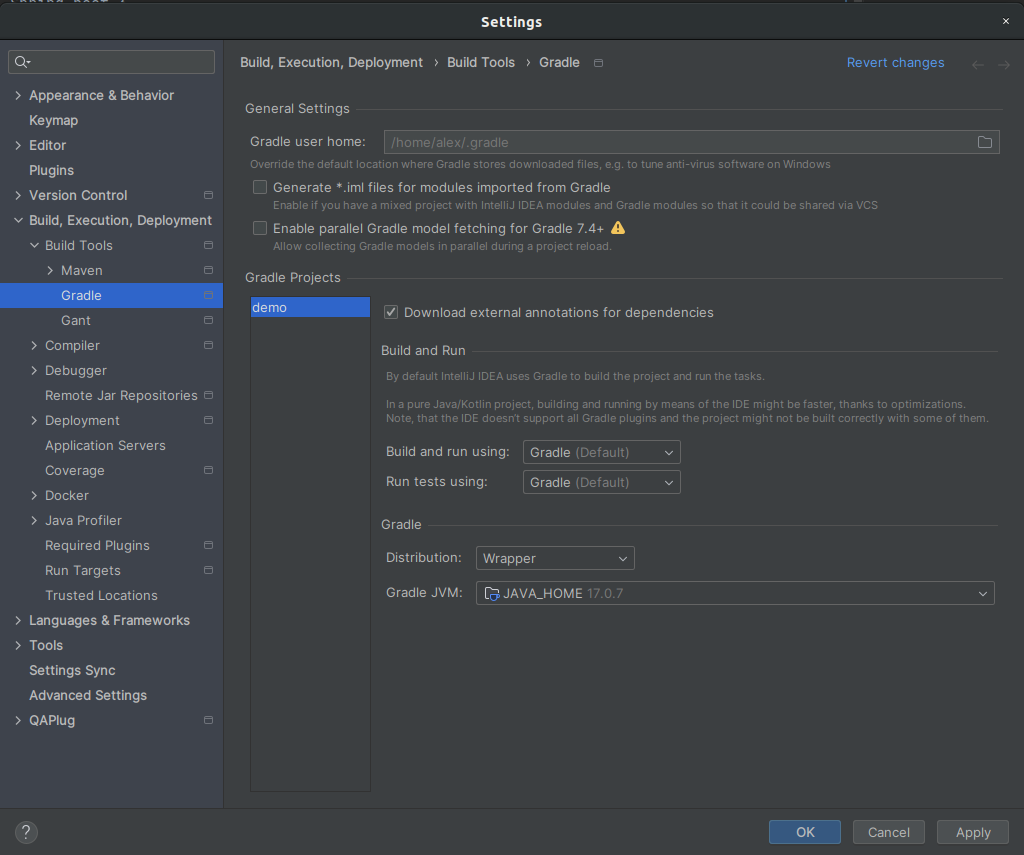 Settings
Build, Execution, Deployment › Build Tools › Gradle
Revert changes
Appearance & Behavior
Keymap
Editor
Plugins
Version Control
Build, Execution, Deployment
Build Tools
Maven
Gradle
Gant
Compiler
Debugger
Remote Jar Repositories
Deployment
Application Servers
Coverage
Docker
Java Profiler
Required Plugins
Run Targets
Trusted Locations
Languages & Frameworks
Tools
Settings Sync
Advanced Settings
QAPlug
General Settings
Gradle user home: /home/alex/.gradle
Override the default location where Gradle stores downloaded files, e.g. to tune anti-virus software on Windows
Generate *.iml files for modules imported from Gradle
Enable if you have a mixed project with IntelliJ IDEA modules and Gradle modules so that it could be shared via VCS
Enable parallel Gradle model fetching for Gradle 7.4+
Allow collecting Gradle models in parallel during a project reload.
Gradle Projects
demo
Download external annotations for dependencies
Build and Run
By default IntelliJ IDEA uses Gradle to build the project and run the tasks.
In a pure Java/Kotlin project, building and running by means of the IDE might be faster, thanks to optimizations.
Note, that the IDE doesn't support all Gradle plugins and the project might not be built correctly with some of them.
Build and run using: Gradle (Default)
Run tests using: Gradle (Default)
Gradle
Distribution: Wrapper
Gradle JVM: JAVA_HOME 17.0.7
?
OK
Cancel
Apply